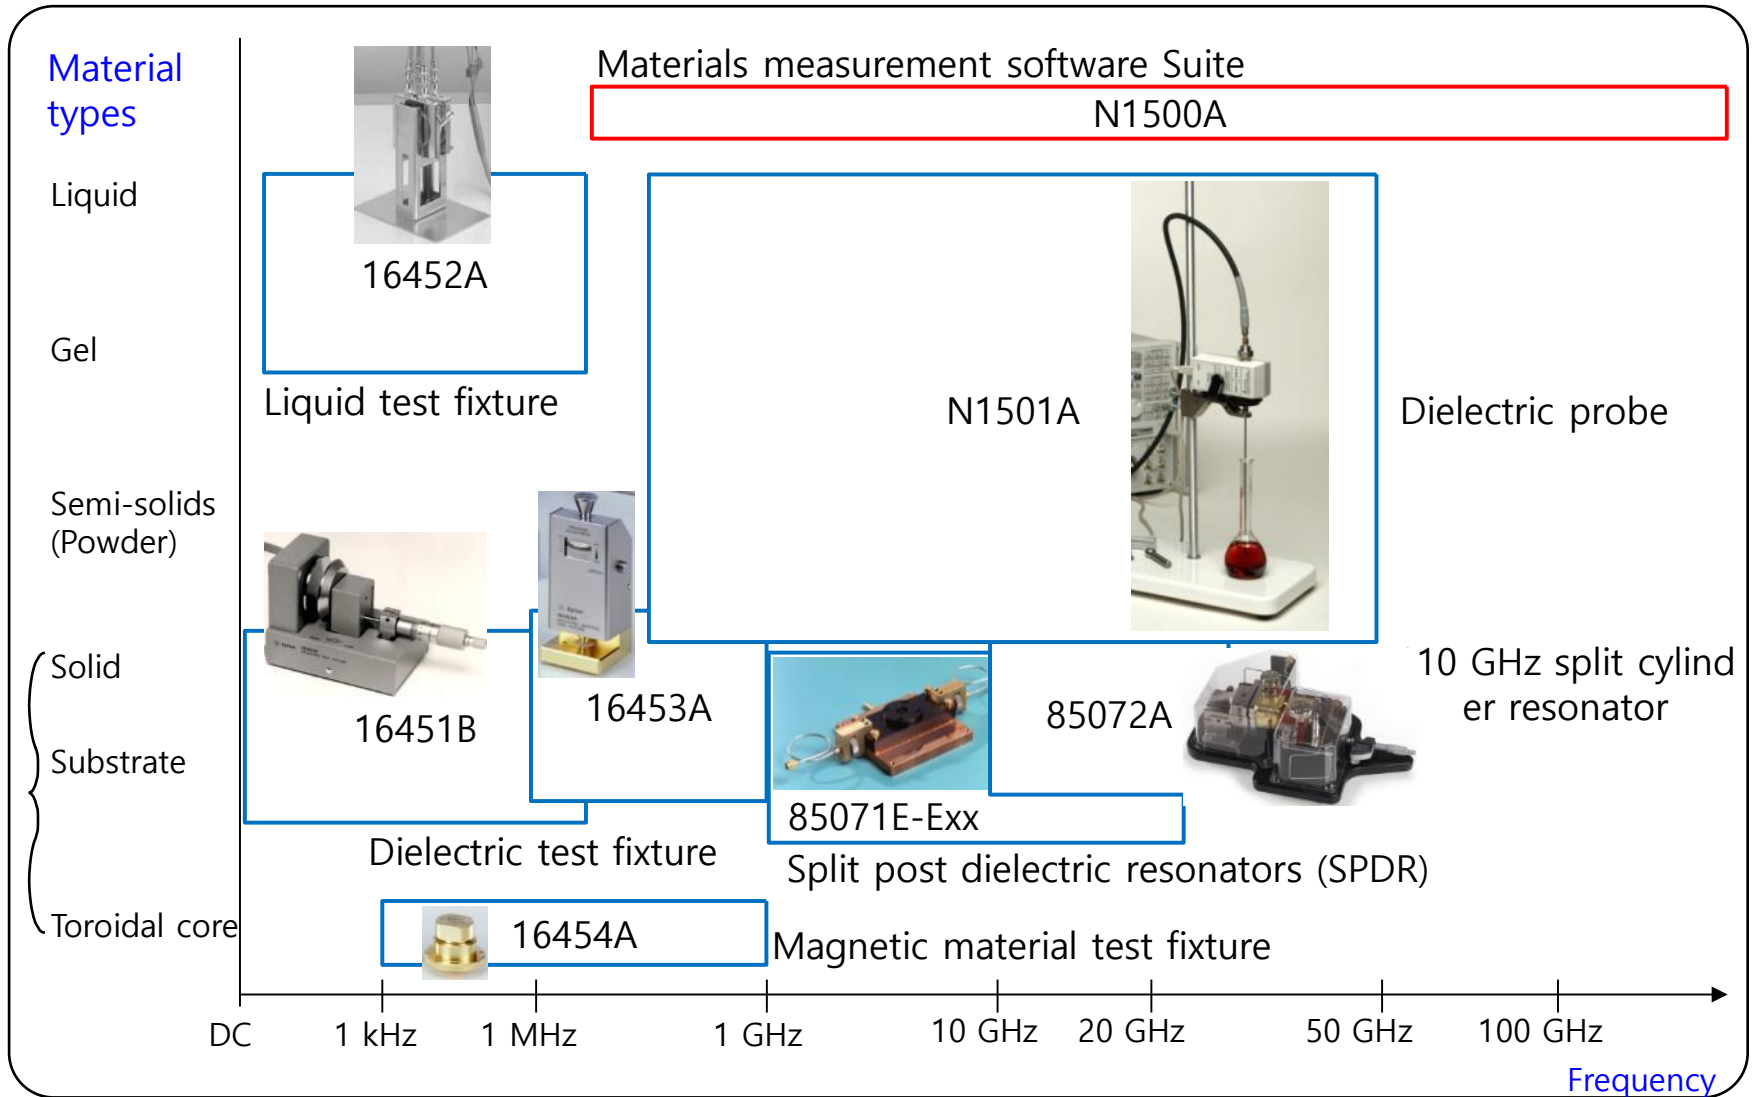 Material
types
Materials measurement software Suite
N1500A
Liquid
16452A
Gel
Liquid test fixture
N1501A
Dielectric probe
Semi-solids
(Powder)
Solid
16451B
16453A
85072A
10 GHz split cylind
er resonator
Substrate
85071E-Exx
Dielectric test fixture
Split post dielectric resonators (SPDR)
Toroidal core
16454A
Magnetic material test fixture
DC
1 kHz
1 MHz
1 GHz
10 GHz
20 GHz
50 GHz
100 GHz
Frequency